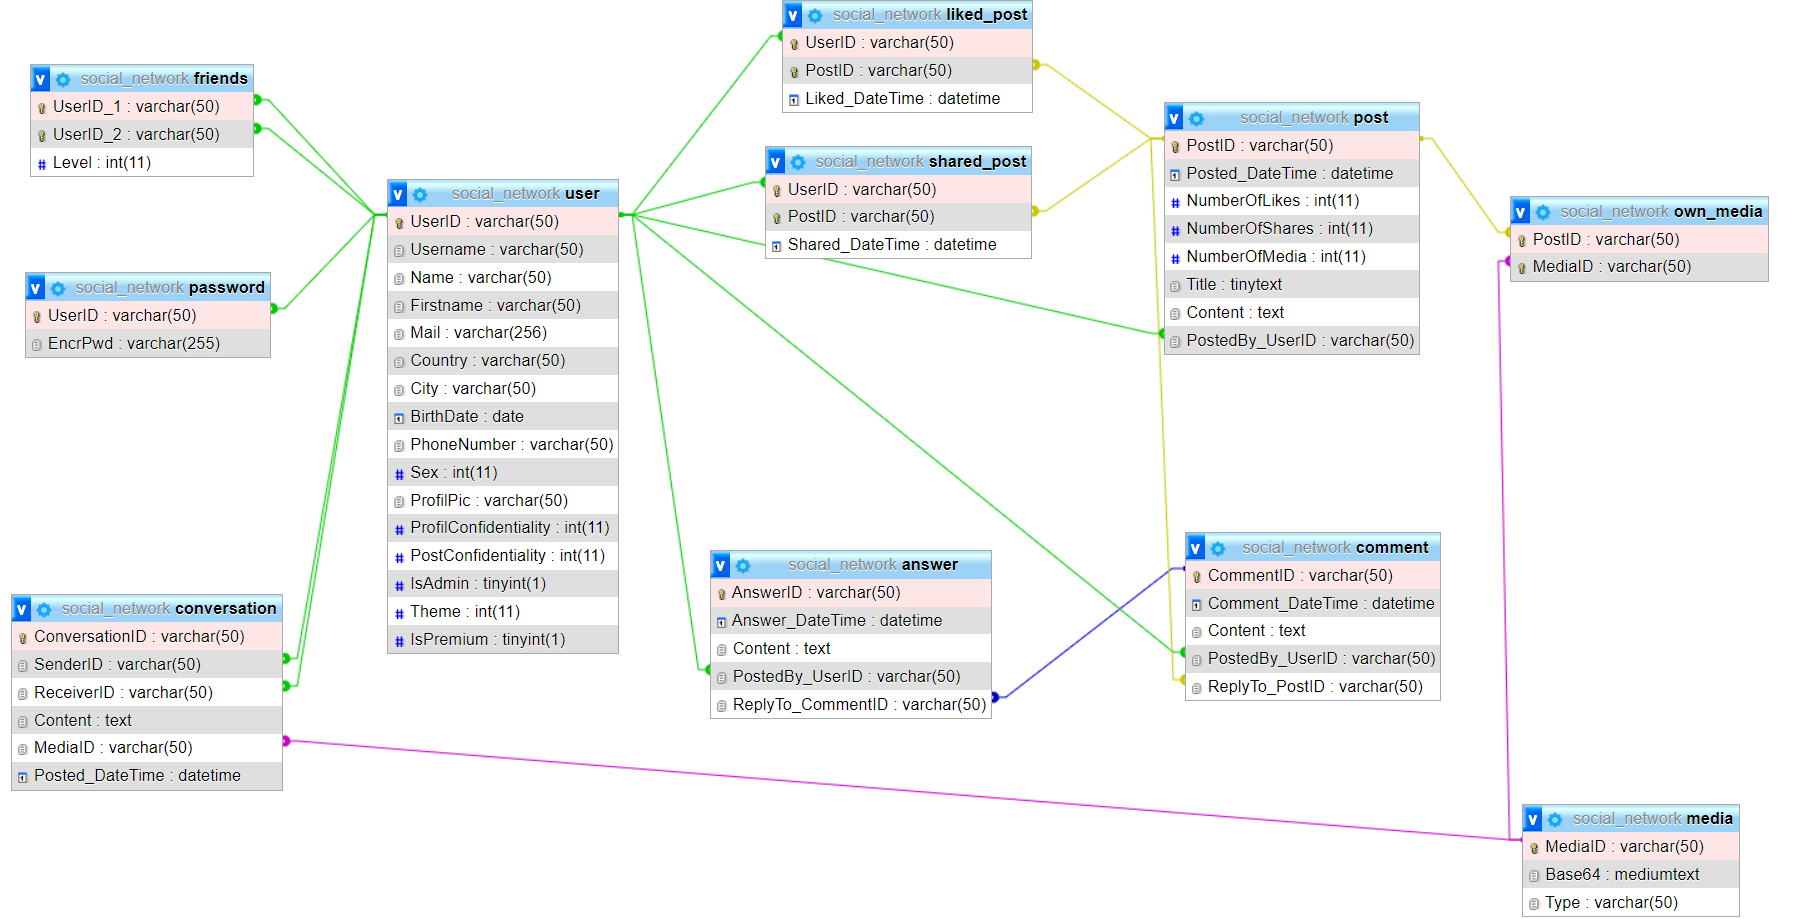 social_network liked_post
UserID : varchar(50)
PostID : varchar(50)
Liked_DateTime : datetime
social_network friends
UserID_1 : varchar(50)
UserID_2 : varchar(50)
Level : int(11)
social_network post
PostID : varchar(50)
Posted_DateTime : datetime
NumberOfLikes : int(11)
NumberOfShares : int(11)
NumberOfMedia : int(11)
Title : tinytext
Content : text
PostedBy_UserID : varchar(50)
social_network shared_post
UserID : varchar(50)
PostID : varchar(50)
Shared_DateTime : datetime
social_network user
UserID : varchar(50)
Username : varchar(50)
Name : varchar(50)
Firstname : varchar(50)
Mail : varchar(256)
Country : varchar(50)
City : varchar(50)
BirthDate : date
PhoneNumber : varchar(50)
Sex : int(11)
ProfilPic : varchar(50)
ProfilConfidentiality : int(11)
PostConfidentiality : int(11)
IsAdmin : tinyint(1)
Theme : int(11)
IsPremium : tinyint(1)
social_network own_media
PostID : varchar(50)
MediaID : varchar(50)
social_network password
UserID : varchar(50)
EncrPwd : varchar(255)
social_network comment
CommentID : varchar(50)
Comment_DateTime : datetime
Content : text
PostedBy_UserID : varchar(50)
ReplyTo_PostID : varchar(50)
social_network answer
AnswerID : varchar(50)
Answer_DateTime : datetime
Content : text
PostedBy_UserID : varchar(50)
ReplyTo_CommentID : varchar(50)
social_network conversation
ConversationID : varchar(50)
SenderID : varchar(50)
ReceiverID : varchar(50)
Content : text
MediaID : varchar(50)
Posted_DateTime : datetime
social_network media
MediaID : varchar(50)
Base64 : mediumtext
Type : varchar(50)